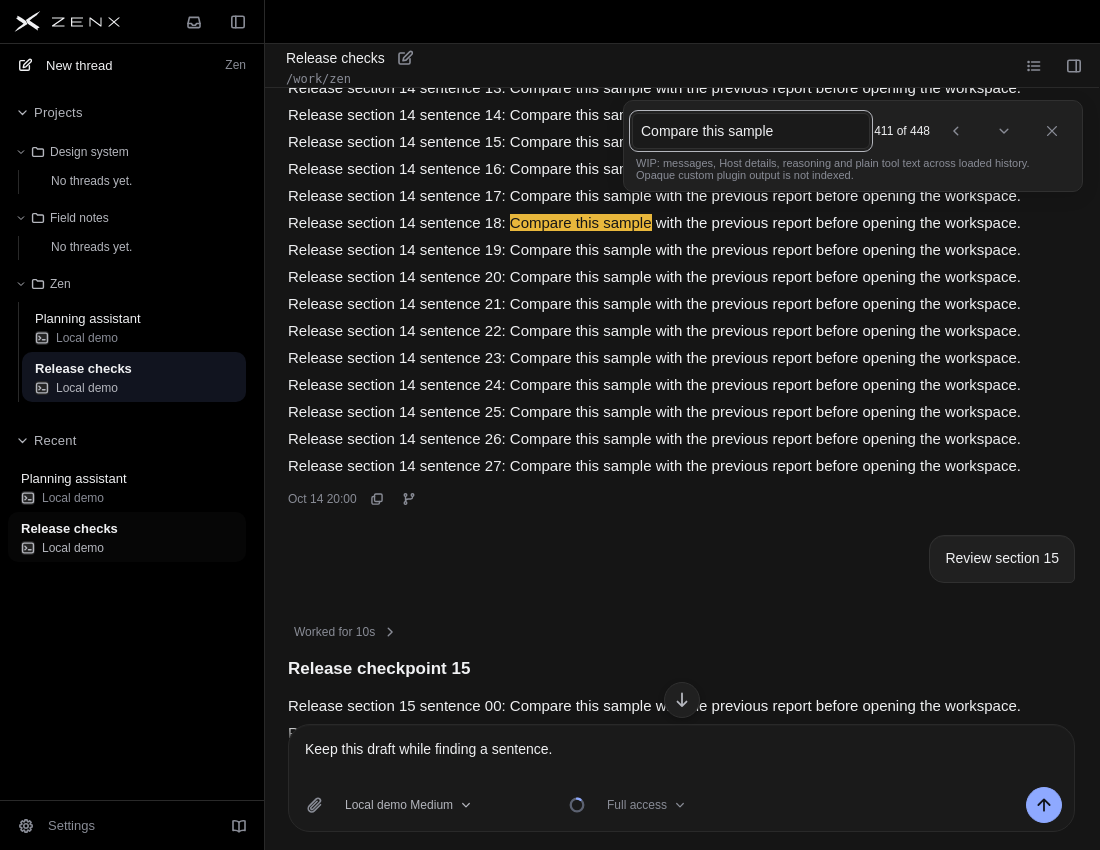 ZENX
New thread
Zen
Projects
Design system
No threads yet.
Field notes
No threads yet.
Zen
Planning assistant
Local demo
Release checks
Local demo
Recent
Planning assistant
Local demo
Release checks
Local demo
Settings
Release checks
/work/zen
Release section 14 sentence 13: Compare this sample with the previous report before opening the workspace.
Release section 14 sentence 14: Compare this
Release section 14 sentence 15: Compare this
Release section 14 sentence 16: Compare this
Release section 14 sentence 17: Compare this sample with the previous report before opening the workspace.
Compare this sample
411 of 448
WIP: messages, Host details, reasoning and plain tool text across loaded history.
Opaque custom plugin output is not indexed.
Release section 14 sentence 18: Compare this sample with the previous report before opening the workspace.
Release section 14 sentence 19: Compare this sample with the previous report before opening the workspace.
Release section 14 sentence 20: Compare this sample with the previous report before opening the workspace.
Release section 14 sentence 21: Compare this sample with the previous report before opening the workspace.
Release section 14 sentence 22: Compare this sample with the previous report before opening the workspace.
Release section 14 sentence 23: Compare this sample with the previous report before opening the workspace.
Release section 14 sentence 24: Compare this sample with the previous report before opening the workspace.
Release section 14 sentence 25: Compare this sample with the previous report before opening the workspace.
Release section 14 sentence 26: Compare this sample with the previous report before opening the workspace.
Release section 14 sentence 27: Compare this sample with the previous report before opening the workspace.
Oct 14 20:00
Review section 15
Worked for 10s
Release checkpoint 15
Release section 15 sentence 00: Compare this sample the previous report before opening the workspace.
Keep this draft while finding a sentence.
Local demo Medium
Full access